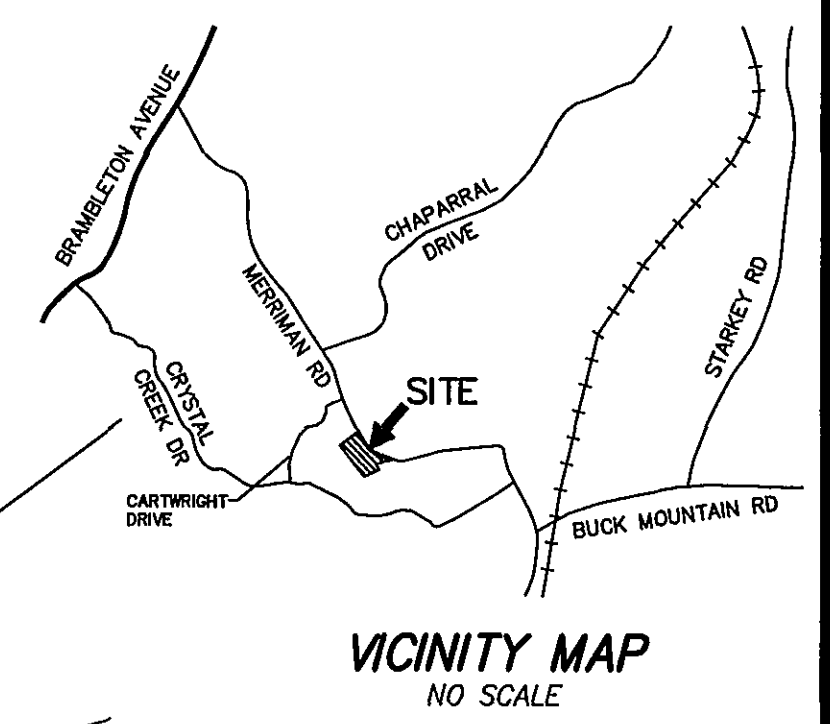 BRAMBLETON AVENUE
CHAPARRAL
DRIVE
MERRIMAN RD
STARKEY RD
CRYSTAL
CREEK DR
SITE
CARTWRIGHT
DRIVE
BUCK MOUNTAIN RD
VICINITY MAP
NO SCALE